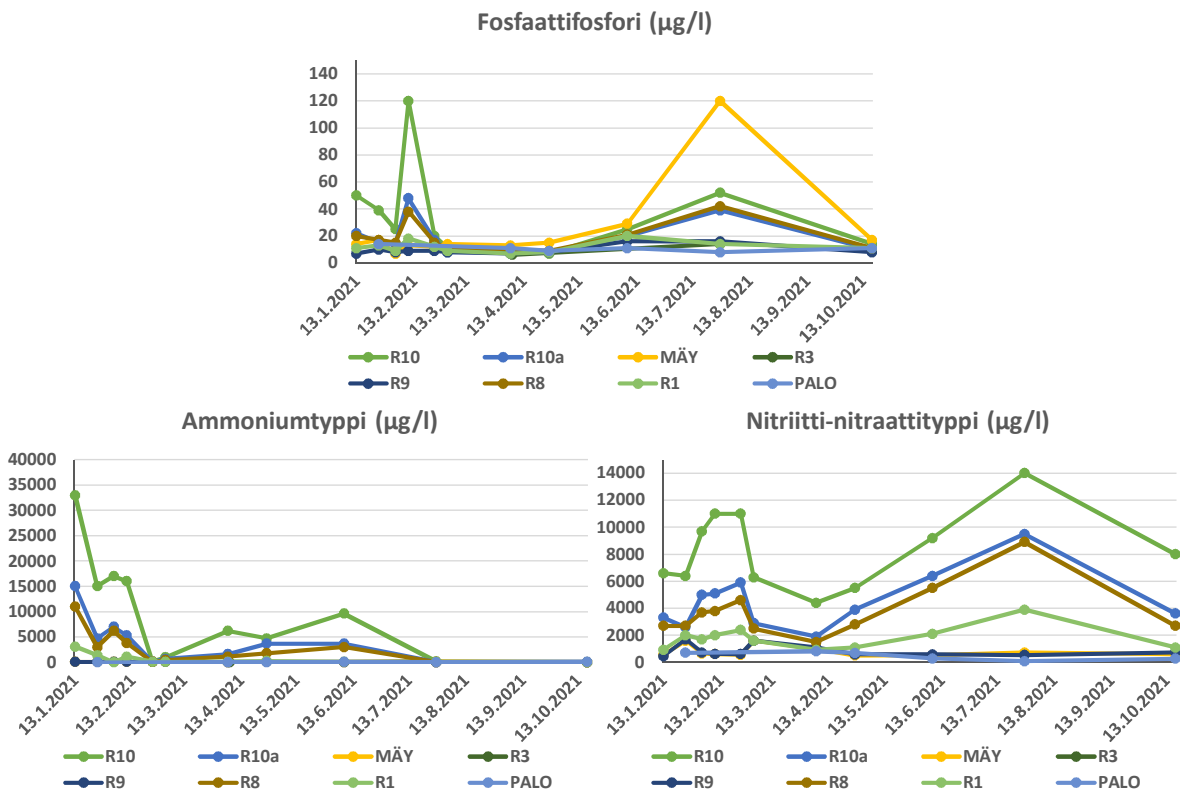 Fosfaattifosfori (µg/l)
140
120
100
80
60
40
20
0
13.1.2021 13.2.2021 13.3.2021 13.4.2021 13.5.2021 13.6.2021 13.7.2021 13.8.2021 13.9.2021 13.10.2021
R10 R10a MÄY R3
R9 R8 R1 PALO
Ammoniumtyppi (µg/l)
40000
35000
30000
25000
20000
15000
10000
5000
0
13.1.2021 13.2.2021 13.3.2021 13.4.2021 13.5.2021 13.6.2021 13.7.2021 13.8.2021 13.9.2021 13.10.2021
R10 R10a MÄY R3
R9 R8 R1 PALO
Nitriitti-nitraattityppi (µg/l)
14000
12000
10000
8000
6000
4000
2000
0
13.1.2021 13.2.2021 13.3.2021 13.4.2021 13.5.2021 13.6.2021 13.7.2021 13.8.2021 13.9.2021 13.10.2021
R10 R10a MÄY R3
R9 R8 R1 PALO